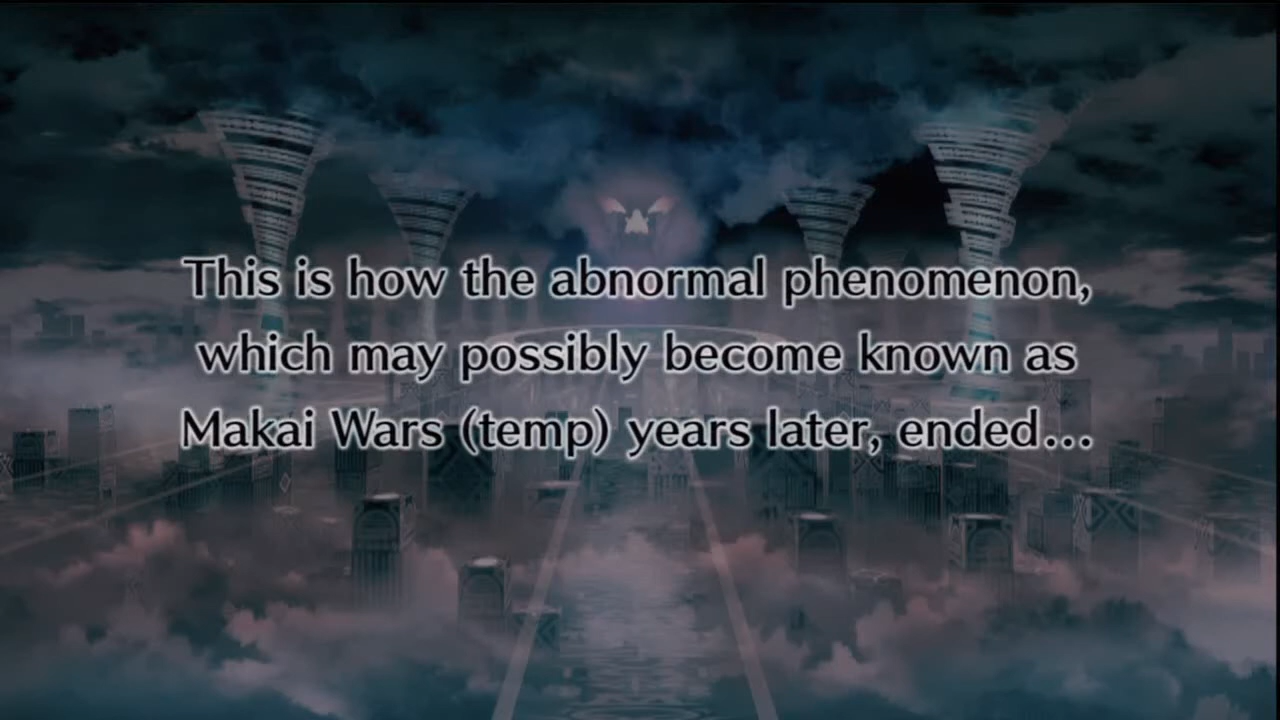 This is how the abnormal phenomenon,
which may possibly become known as
Makai Wars (temp) years later, ended...